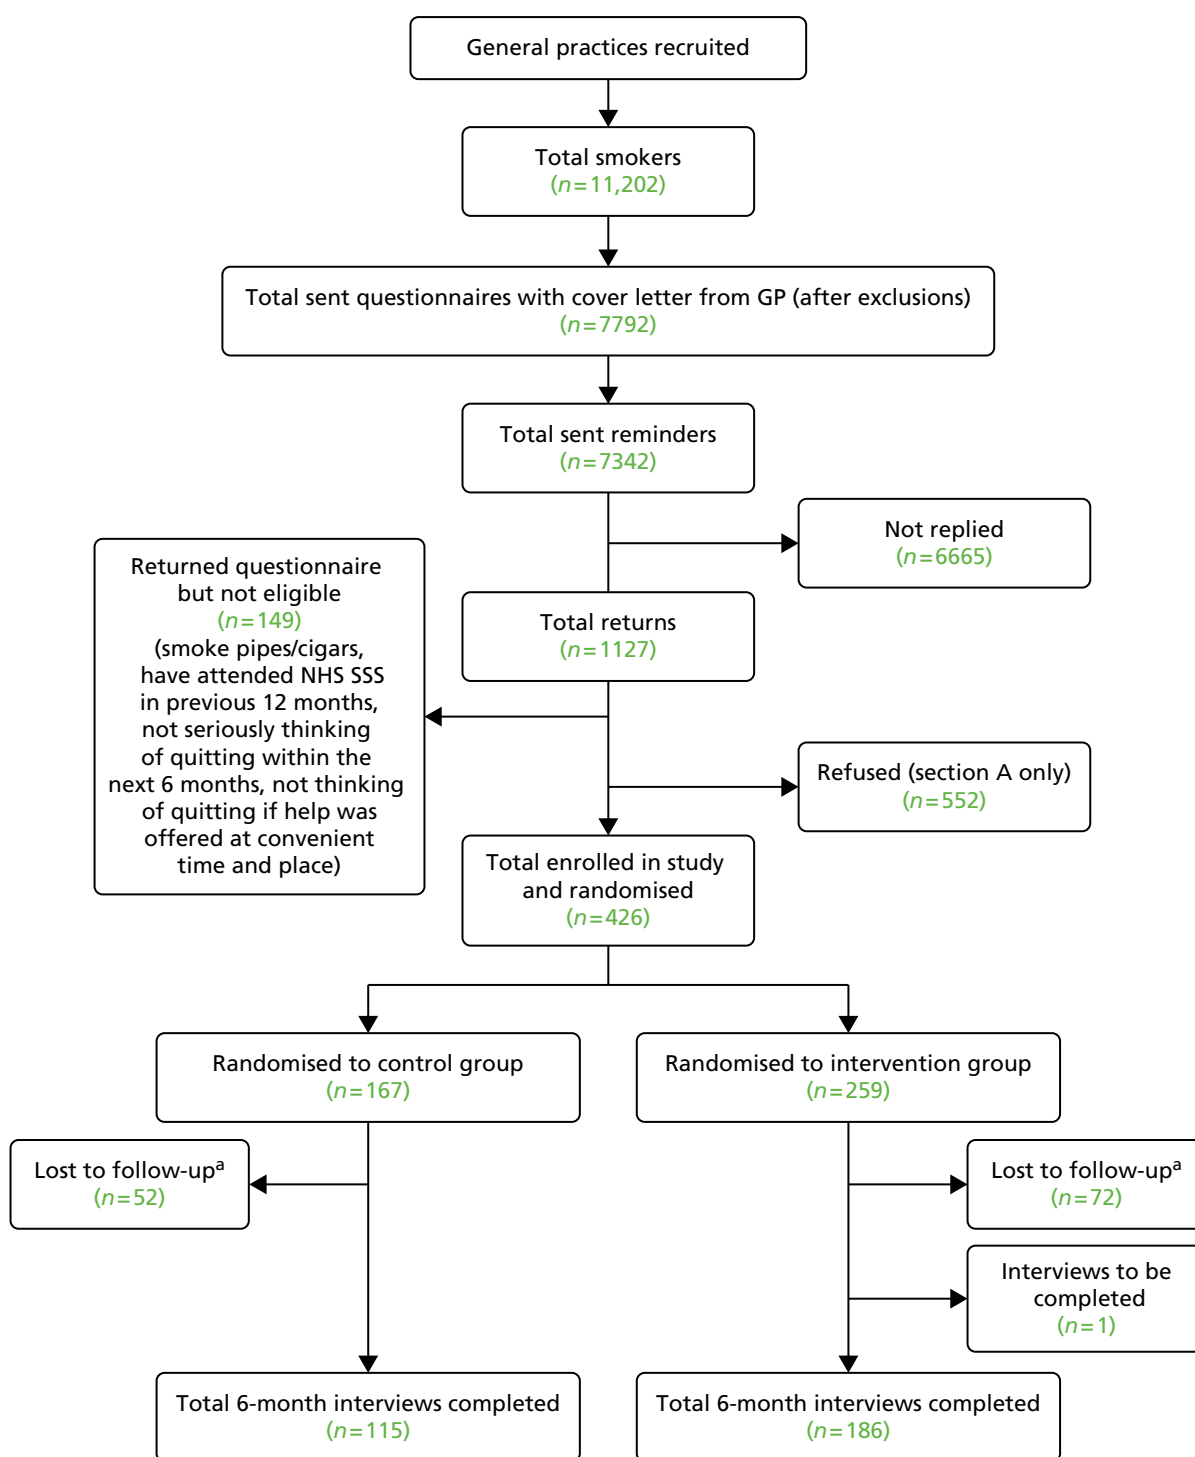 General practices recruited
Total smokers
(n=11,202)
Total sent questionnaires with cover letter from GP (after exclusions)
(n=7792)
Total sent reminders
(n=7342)
Not replied
(n=6665)
Returned questionnaire
but not eligible
(n=149)
(smoke pipes/cigars,
have attended NHS SSS
in previous 12 months,
not seriously thinking
of quitting within the
next 6 months, not thinking
of quitting if help was
offered at convenient
time and place)
Total returns
(n=1127)
Refused (section A only)
(n=552)
Total enrolled in study
and randomised
(n=426)
Randomised to control group
(n=167)
Randomised to intervention group
(n=259)
Lost to follow-upᵃ
(n=52)
Lost to follow-upᵃ
(n=72)
Interviews to be
completed
(n=1)
Total 6-month interviews completed
(n=115)
Total 6-month interviews completed
(n=186)